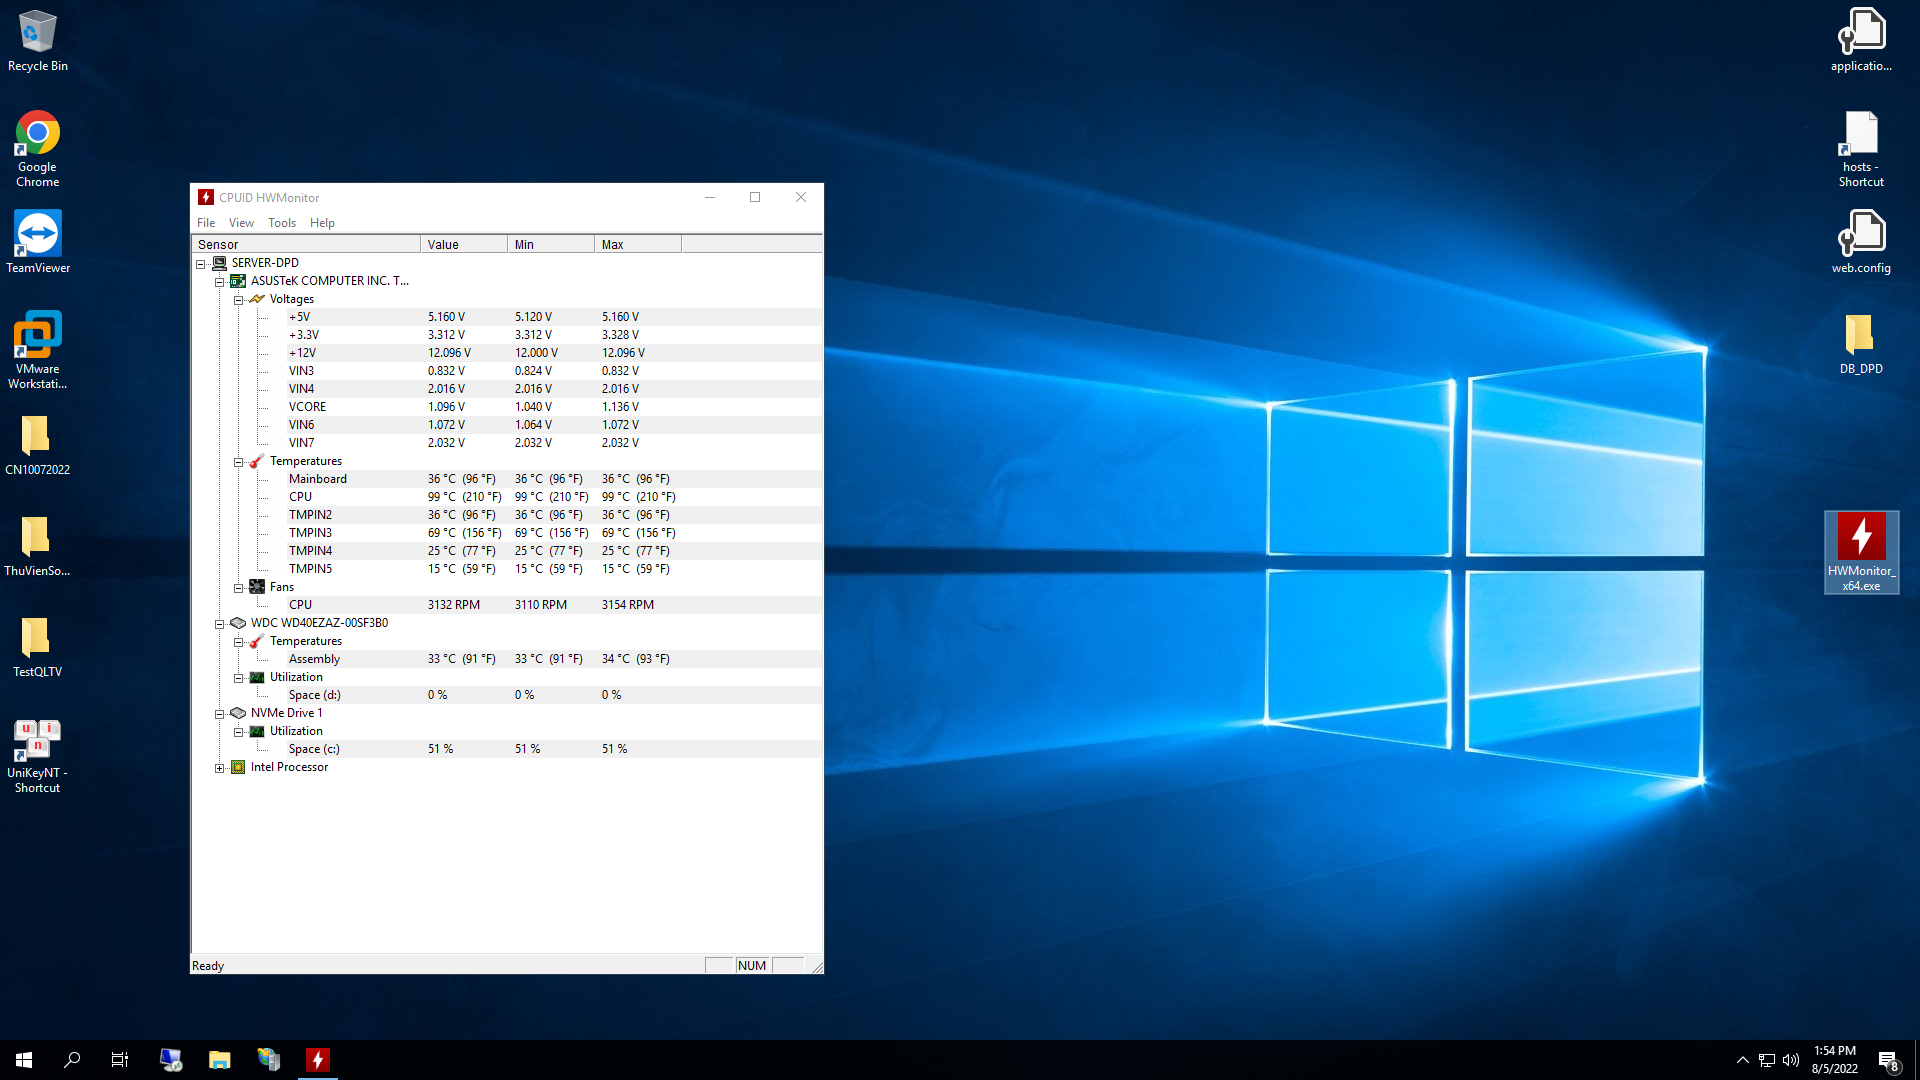 Recycle Bin
Google
Chrome
TeamViewer
VMware
Workstati...
CN10072022
ThuVienSo...
TestQLTV
u i
n
UniKeyNT -
Shortcut
CPUID HWMonitor
File View Tools Help
Sensor Value Min Max
SERVER-DPD
ASUSTeK COMPUTER INC. T...
Voltages
+5V 5.160 V 5.120 V 5.160 V
+3.3V 3.312 V 3.312 V 3.328 V
+12V 12.096 V 12.000 V 12.096 V
VIN3 0.832 V 0.824 V 0.832 V
VIN4 2.016 V 2.016 V 2.016 V
VCORE 1.096 V 1.040 V 1.136 V
VIN6 1.072 V 1.064 V 1.072 V
VIN7 2.032 V 2.032 V 2.032 V
Temperatures
Mainboard 36 °C (96 °F) 36 °C (96 °F) 36 °C (96 °F)
CPU 99 °C (210 °F) 99 °C (210 °F) 99 °C (210 °F)
TMPIN2 36 °C (96 °F) 36 °C (96 °F) 36 °C (96 °F)
TMPIN3 69 °C (156 °F) 69 °C (156 °F) 69 °C (156 °F)
TMPIN4 25 °C (77 °F) 25 °C (77 °F) 25 °C (77 °F)
TMPIN5 15 °C (59 °F) 15 °C (59 °F) 15 °C (59 °F)
Fans
CPU 3132 RPM 3110 RPM 3154 RPM
WDC WD40EZAZ-00SF3B0
Temperatures
Assembly 33 °C (91 °F) 33 °C (91 °F) 34 °C (93 °F)
Utilization
Space (d:) 0 % 0 % 0 %
NVMe Drive 1
Utilization
Space (c:) 51 % 51 % 51 %
Intel Processor
Ready
NUM
applicatio...
hosts -
Shortcut
web.config
DB_DPD
HWMonitor_
x64.exe
1:54 PM
8/5/2022
8